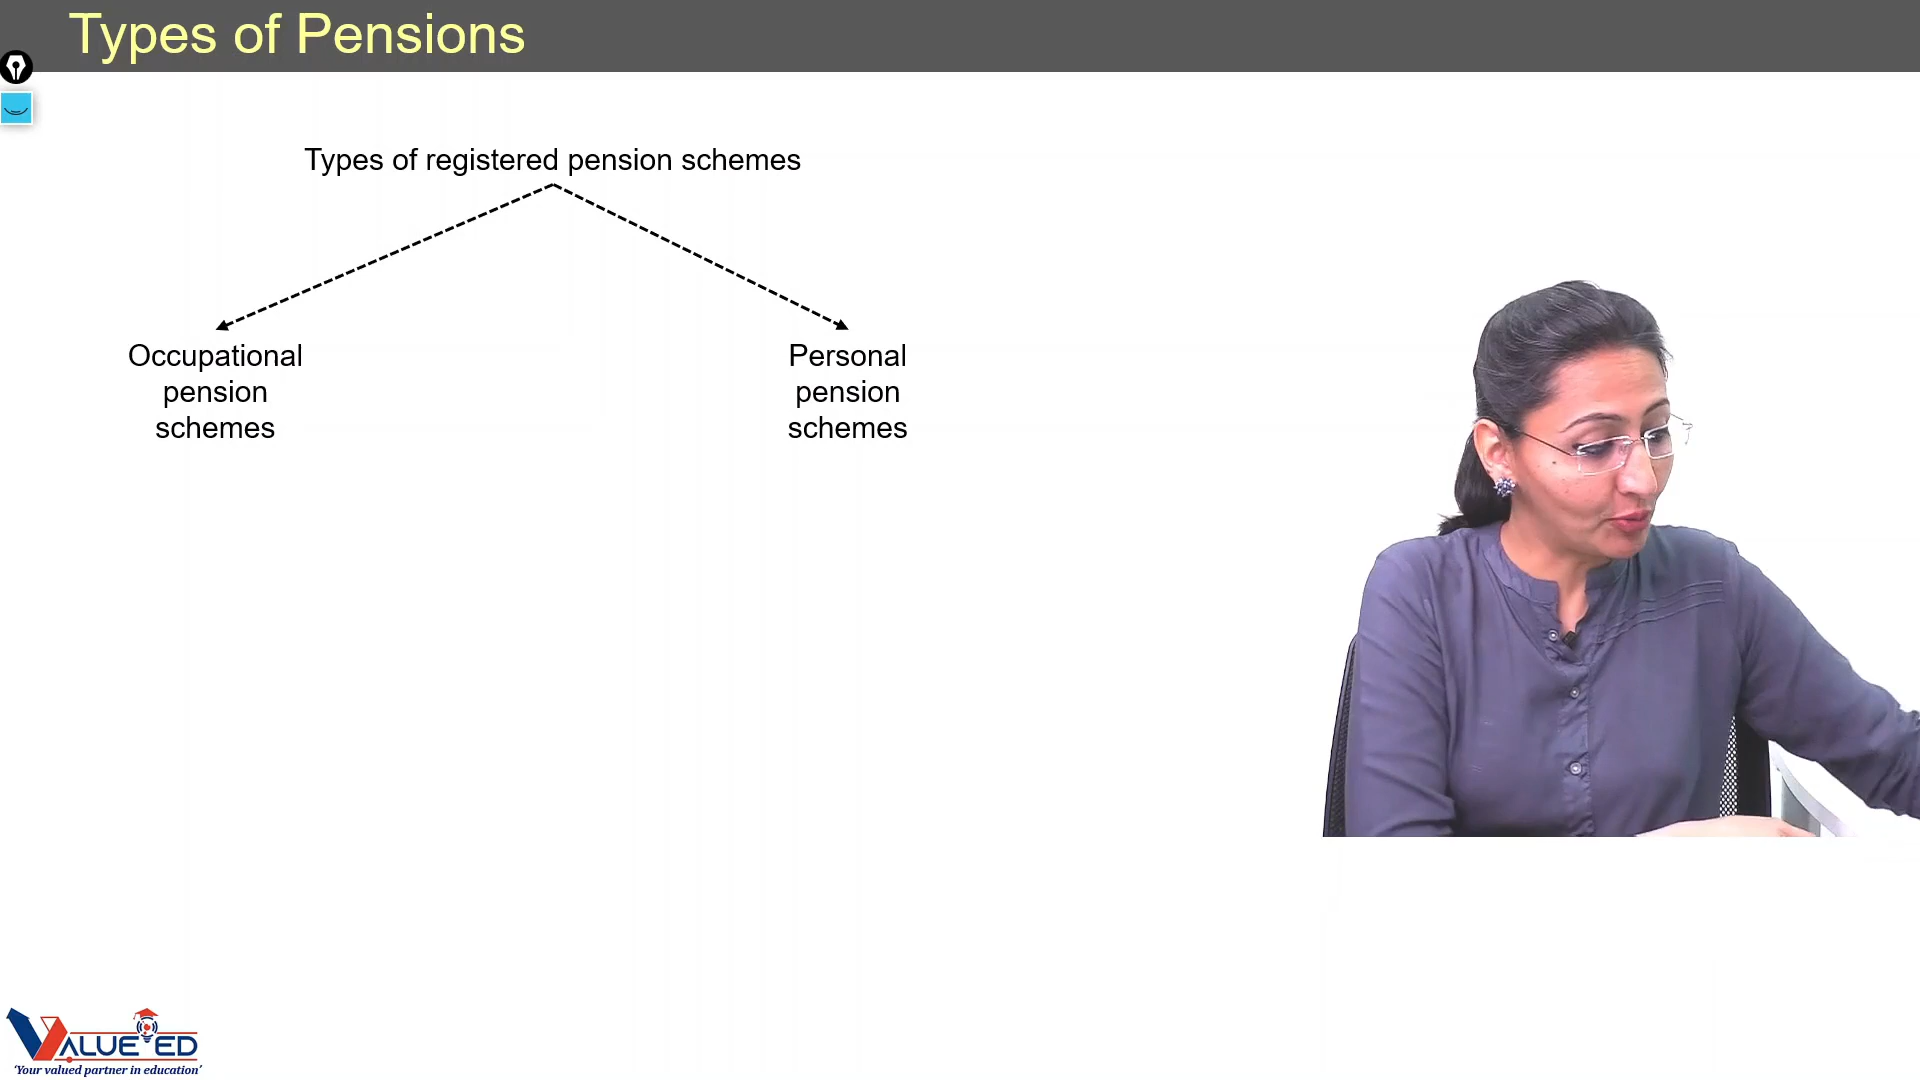 Types of Pensions
Types of registered pension schemes
Occupational
pension
schemes
Personal
pension
schemes
VALUE ED
'Your valued partner in education'